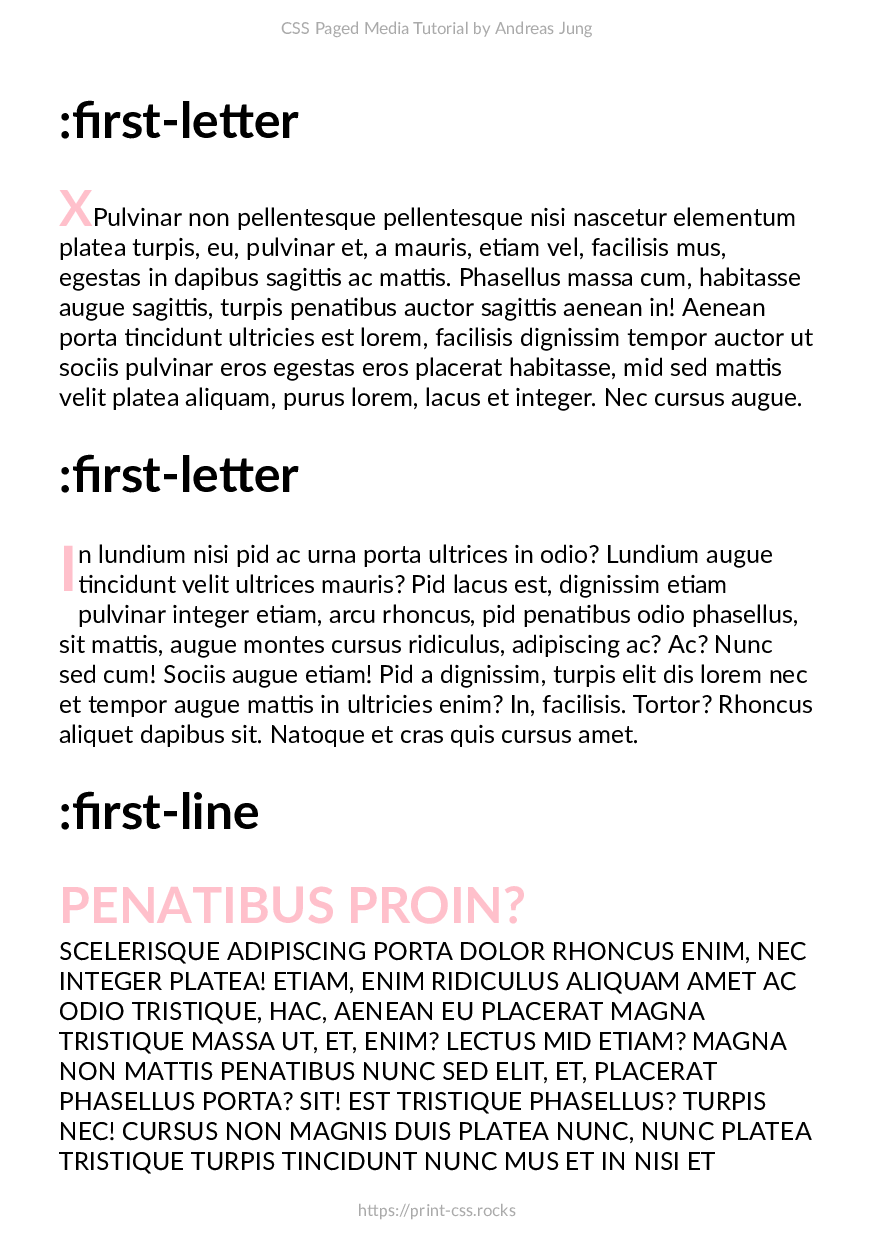 CSS Paged Media Tutorial by Andreas Jung
:first-letter
XPulvinar non pellentesque pellentesque nisi nascetur elementum
platea turpis, eu, pulvinar et, a mauris, etiam vel, facilisis mus,
egestas in dapibus sagittis ac mattis. Phasellus massa cum, habitasse
augue sagittis, turpis penatibus auctor sagittis aenean in! Aenean
porta tincidunt ultricies est lorem, facilisis dignissim tempor auctor ut
sociis pulvinar eros egestas eros placerat habitasse, mid sed mattis
velit platea aliquam, purus lorem, lacus et integer. Nec cursus augue.
:first-letter
In lundium nisi pid ac urna porta ultrices in odio? Lundium augue
tincidunt velit ultrices mauris? Pid lacus est, dignissim etiam
pulvinar integer etiam, arcu rhoncus, pid penatibus odio phasellus,
sit mattis, augue montes cursus ridiculus, adipiscing ac? Ac? Nunc
sed cum! Sociis augue etiam! Pid a dignissim, turpis elit dis lorem nec
et tempor augue mattis in ultricies enim? In, facilisis. Tortor? Rhoncus
aliquet dapibus sit. Natoque et cras quis cursus amet.
:first-line
PENATIBUS PROIN?
SCELERISQUE ADIPISCING PORTA DOLOR RHONCUS ENIM, NEC
INTEGER PLATEA! ETIAM, ENIM RIDICULUS ALIQUAM AMET AC
ODIO TRISTIQUE, HAC, AENEAN EU PLACERAT MAGNA
TRISTIQUE MASSA UT, ET, ENIM? LECTUS MID ETIAM? MAGNA
NON MATTIS PENATIBUS NUNC SED ELIT, ET, PLACERAT
PHASELLUS PORTA? SIT! EST TRISTIQUE PHASELLUS? TURPIS
NEC! CURSUS NON MAGNIS DUIS PLATEA NUNC, NUNC PLATEA
TRISTIQUE TURPIS TINCIDUNT NUNC MUS ET IN NISI ET
https://print-css.rocks